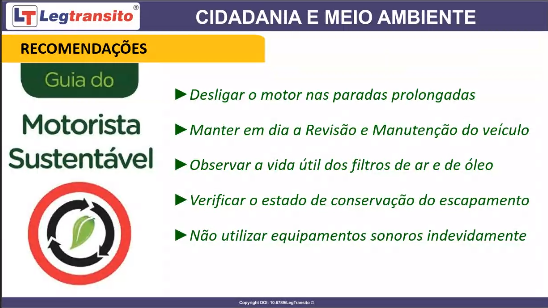 LT Legtransito®
CIDADANIA E MEIO AMBIENTE
RECOMENDAÇÕES
Guia do
Motorista
Sustentável
►Desligar o motor nas paradas prolongadas
►Manter em dia a Revisão e Manutenção do veículo
►Observar a vida útil dos filtros de ar e de óleo
►Verificar o estado de conservação do escapamento
►Não utilizar equipamentos sonoros indevidamente